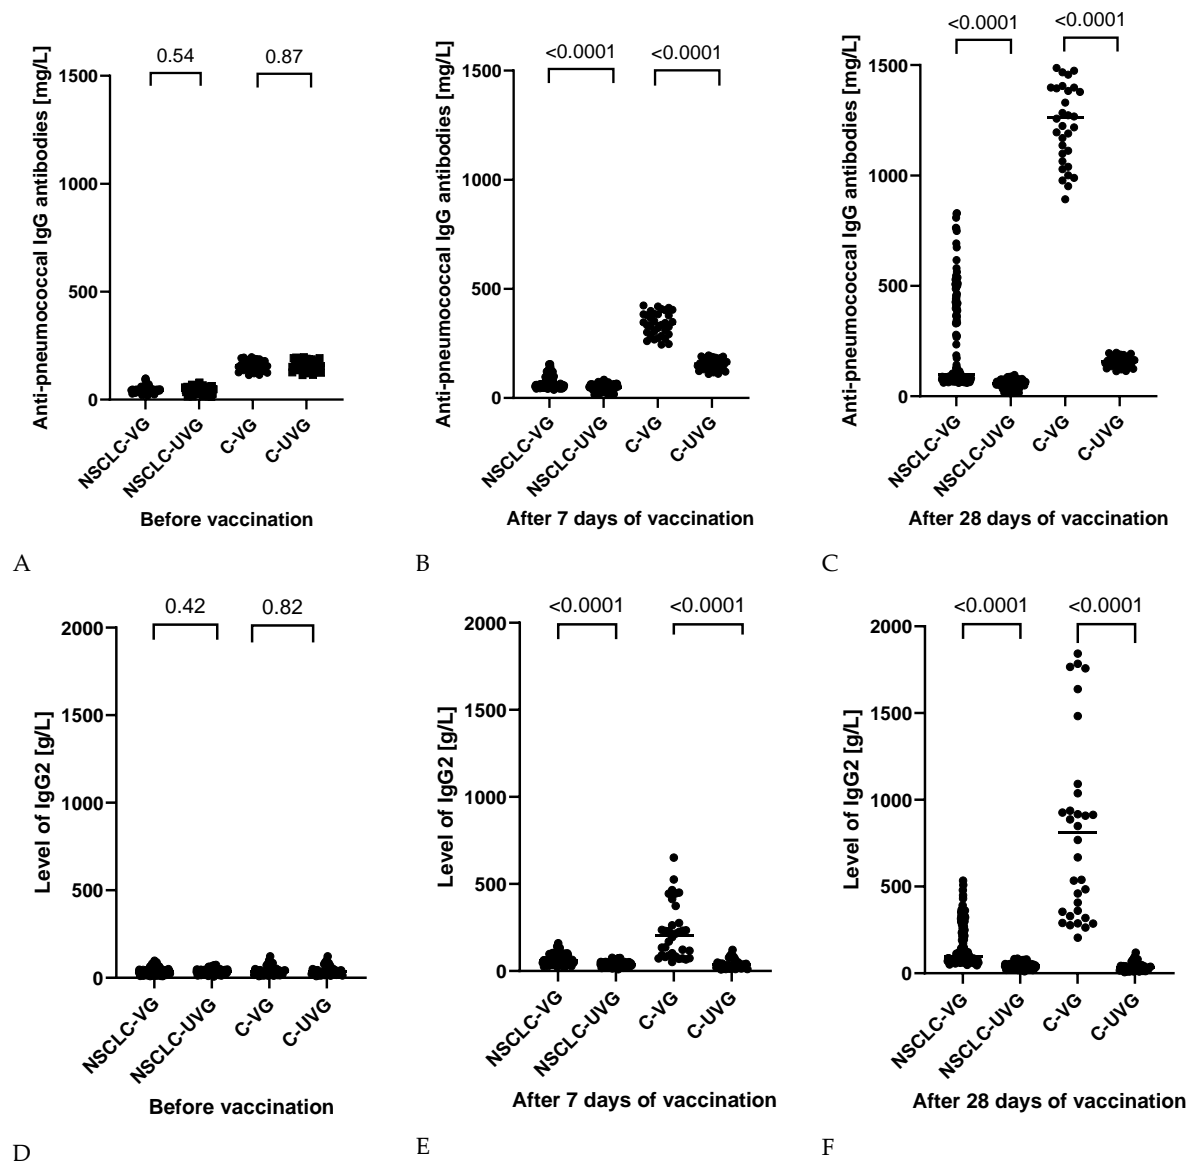 0.54
0.87
1500
1000
500
0
Anti-pneumococcal IgG antibodies [mg/L]
NSCLC-VG
NSCLC-UVG
C-VG
C-UVG
Before vaccination
A
<0.0001
<0.0001
1500
1000
500
0
Anti-pneumococcal IgG antibodies [mg/L]
NSCLC-VG
NSCLC-UVG
C-VG
C-UVG
After 7 days of vaccination
B
<0.0001
<0.0001
1500
1000
500
0
Anti-pneumococcal IgG antibodies [mg/L]
NSCLC-VG
NSCLC-UVG
C-VG
C-UVG
After 28 days of vaccination
C
0.42
0.82
2000
1500
1000
500
0
Level of IgG2 [g/L]
NSCLC-VG
NSCLC-UVG
C-VG
C-UVG
Before vaccination
D
<0.0001
<0.0001
2000
1500
1000
500
0
Level of IgG2 [g/L]
NSCLC-VG
NSCLC-UVG
C-VG
C-UVG
After 7 days of vaccination
E
<0.0001
<0.0001
2000
1500
1000
500
0
Level of IgG2 [g/L]
NSCLC-VG
NSCLC-UVG
C-VG
C-UVG
After 28 days of vaccination
F